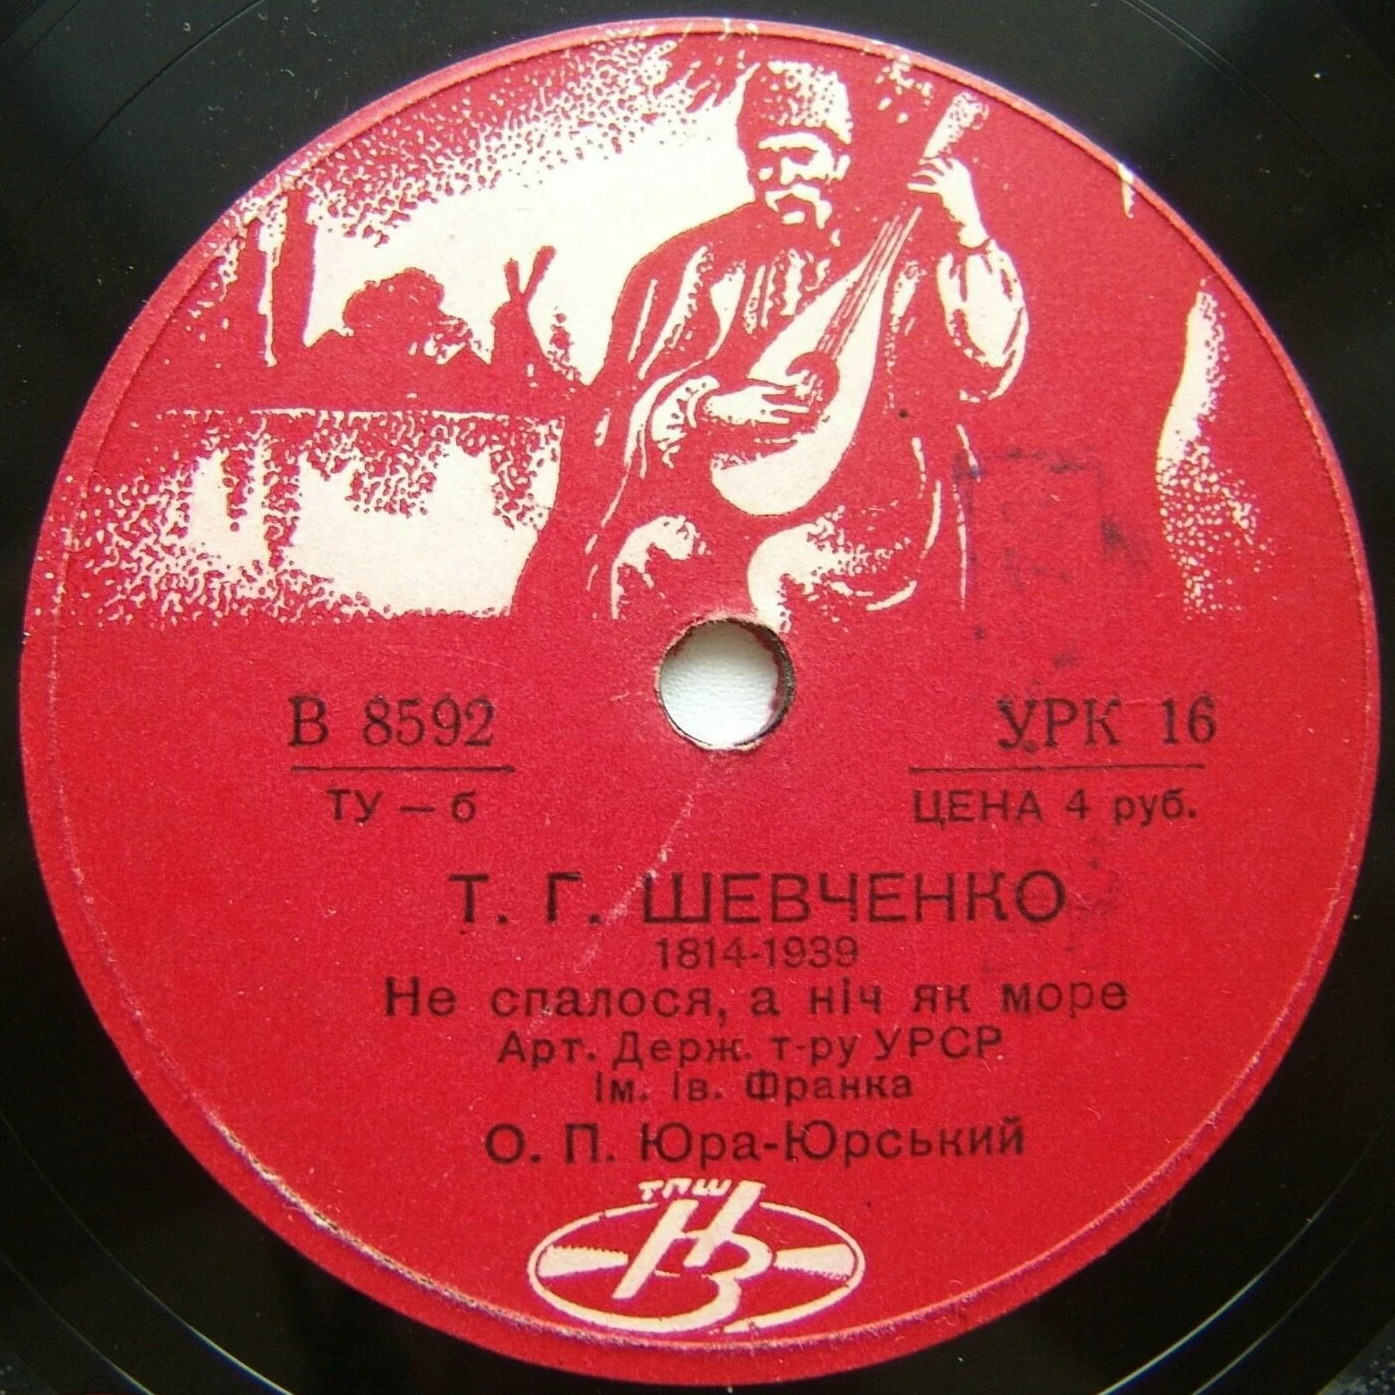 В 8592
УРК 16
ТУ — б
ЦЕНА 4 руб.
Т. Г. ШЕВЧЕНКО
1814-1939
Не спалося, а ніч як море
Арт. Держ. т-ру УРСР
Ім. Ів. Франка
О. П. Юра-Юрський
ТПШ
НЗ